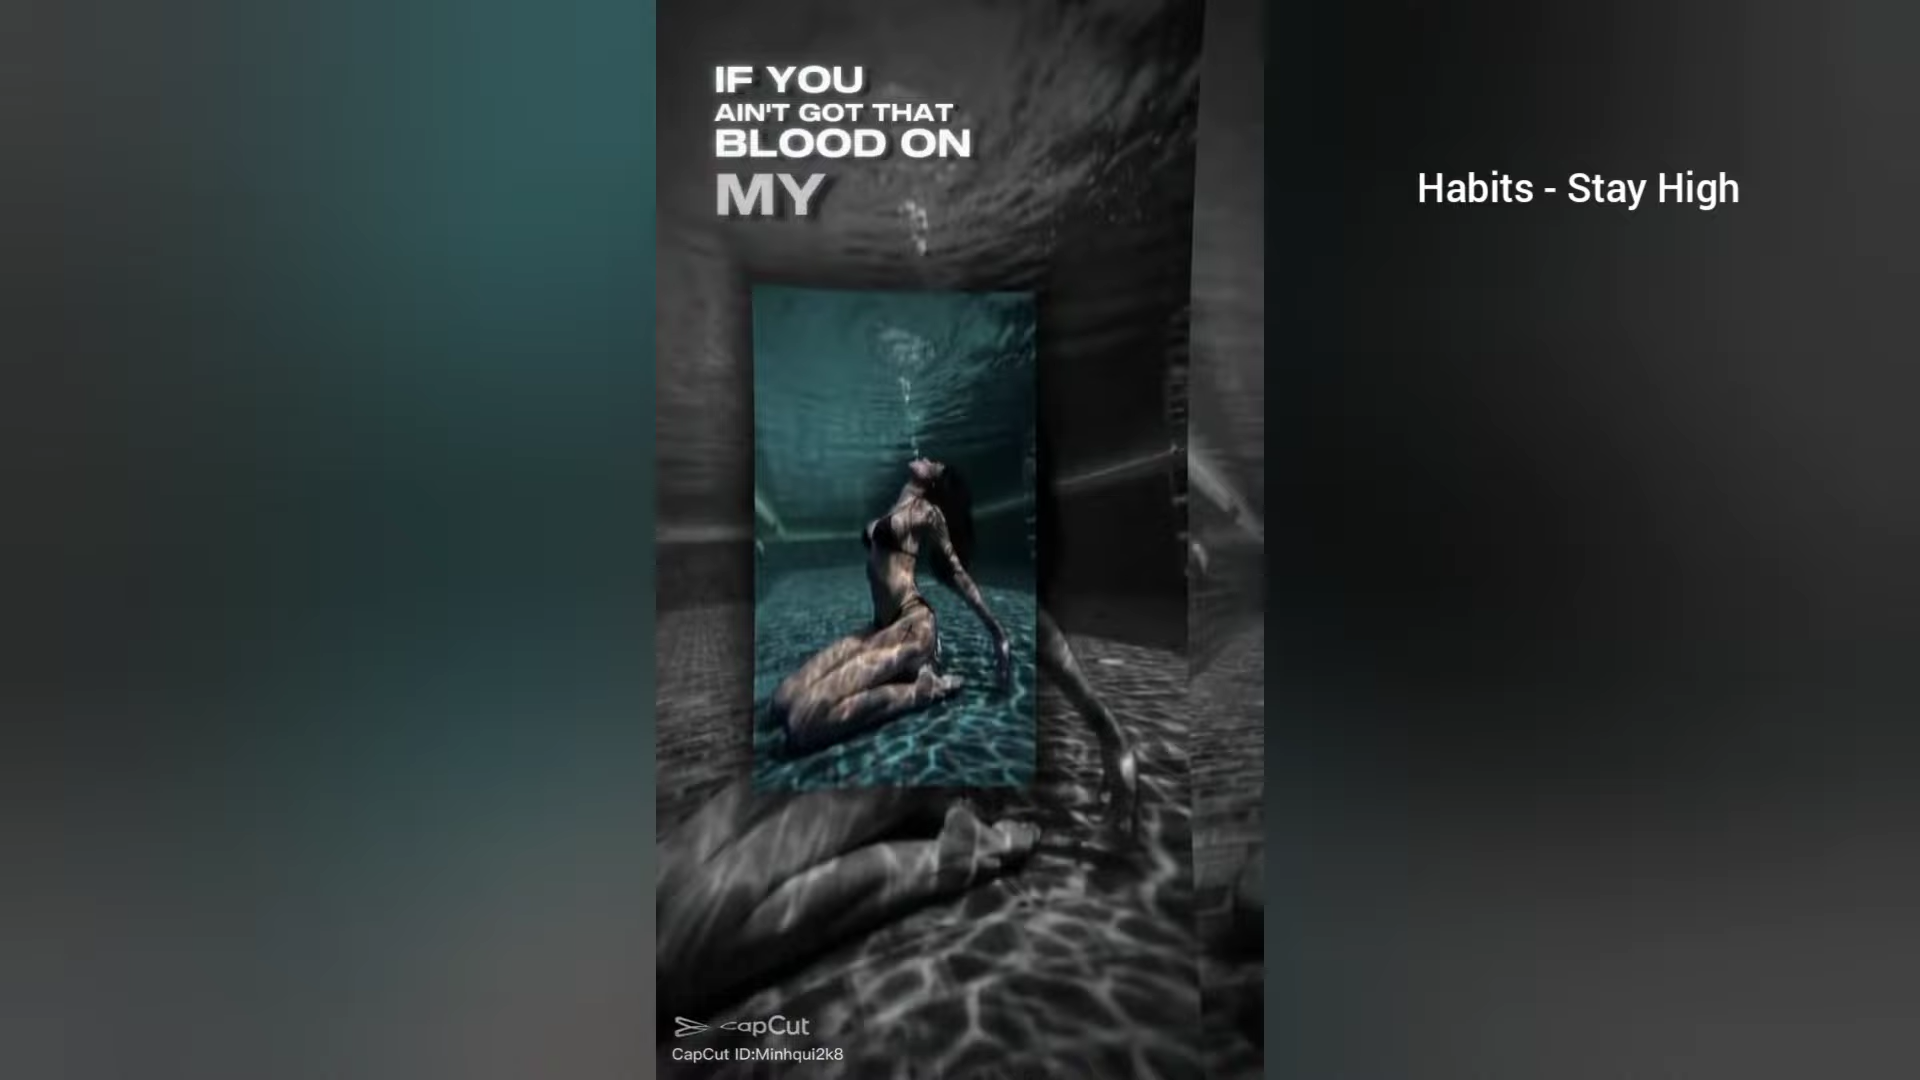 IF YOU
AIN'T GOT THAT
BLOOD ON
MY
Habits - Stay High
CapCut
CapCut ID:Minhqui2k8